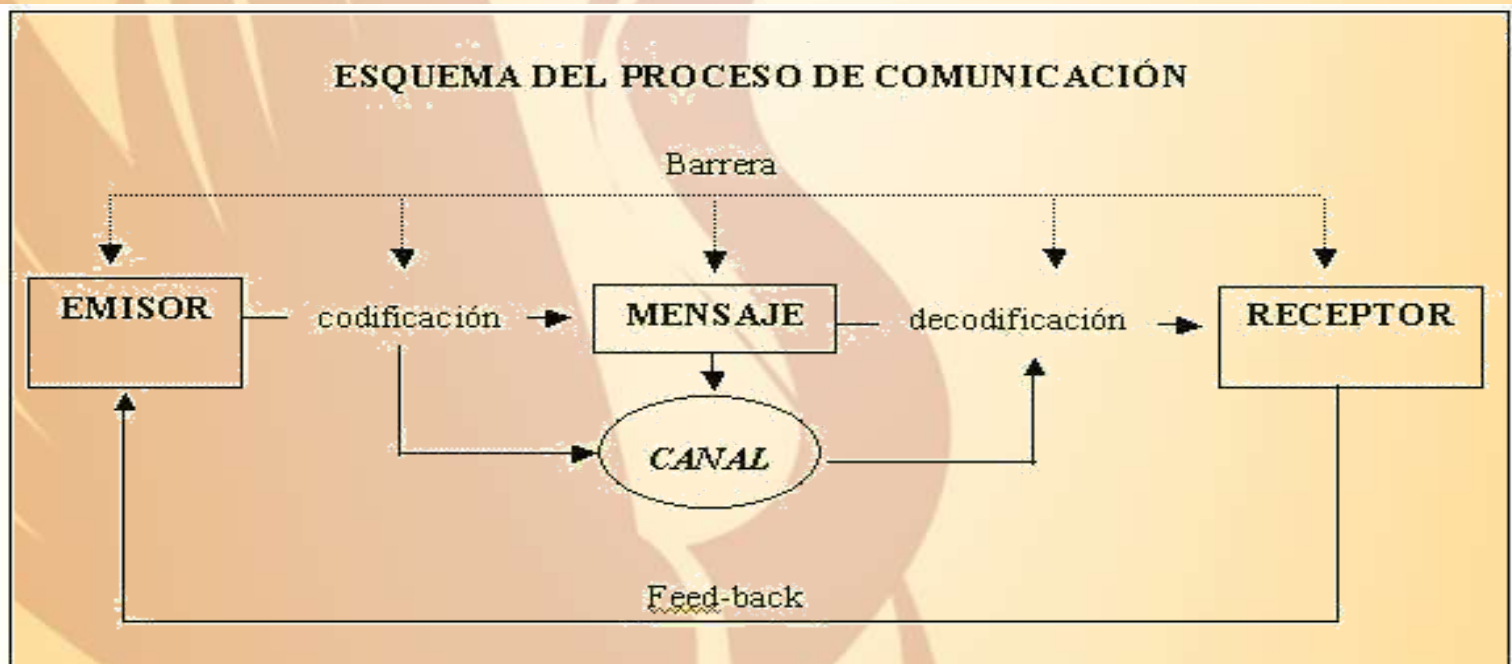 ESQUEMA DEL PROCESO DE COMUNICACIÓN
Barrera
EMISOR codificación MENSAJE decodificación RECEPTOR
CANAL
Feed-back